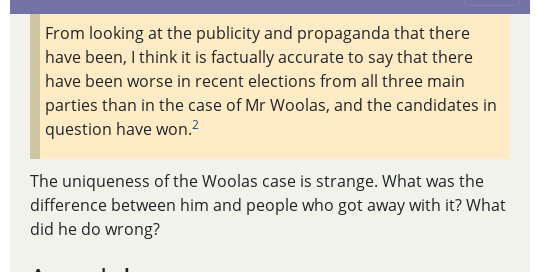 From looking at the publicity and propaganda that there
have been, I think it is factually accurate to say that there
have been worse in recent elections from all three main
parties than in the case of Mr Woolas, and the candidates in
question have won.2
The uniqueness of the Woolas case is strange. What was the
difference between him and people who got away with it? What
did he do wrong?